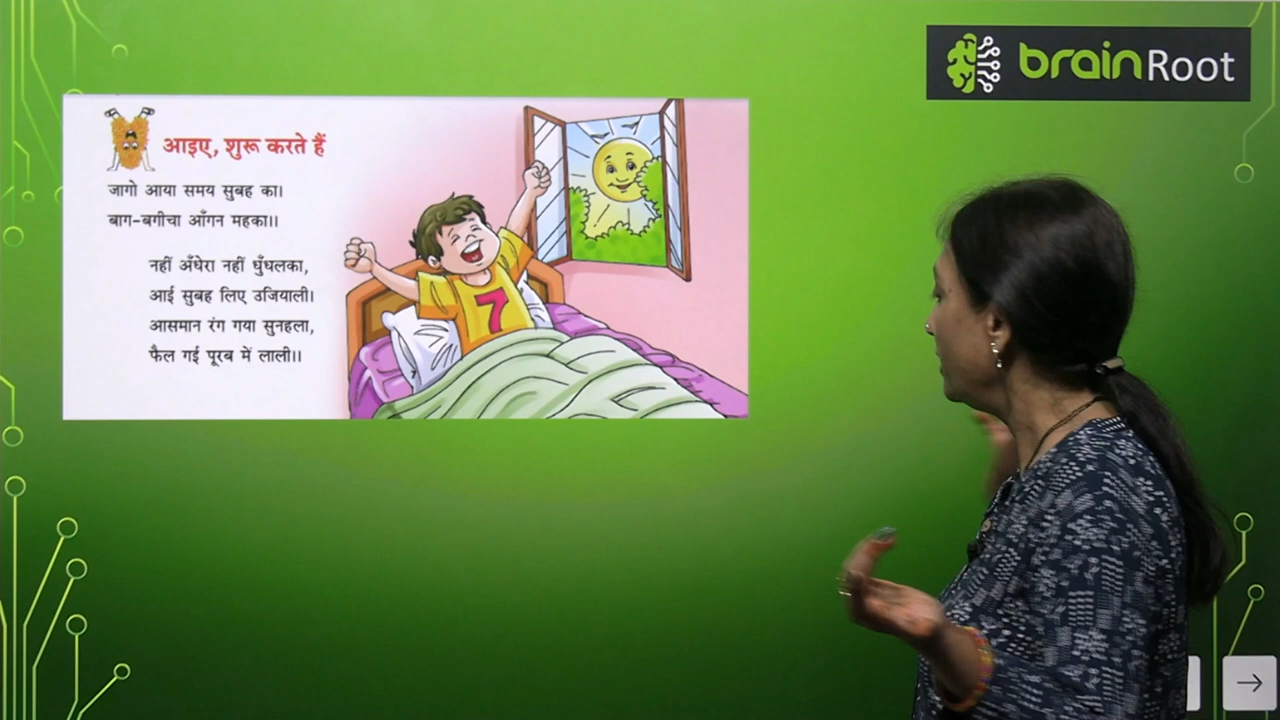 brainRoot
आइए, शुरू करते हैं
जागो आया समय सुबह का।
बाग-बगीचा आँगन महका।।
नहीं अँधेरा नहीं धुँधलका,
आई सुबह लिए उजियाली।
आसमान रंग गया सुनहला,
फैल गई पूरब में लाली।।
7